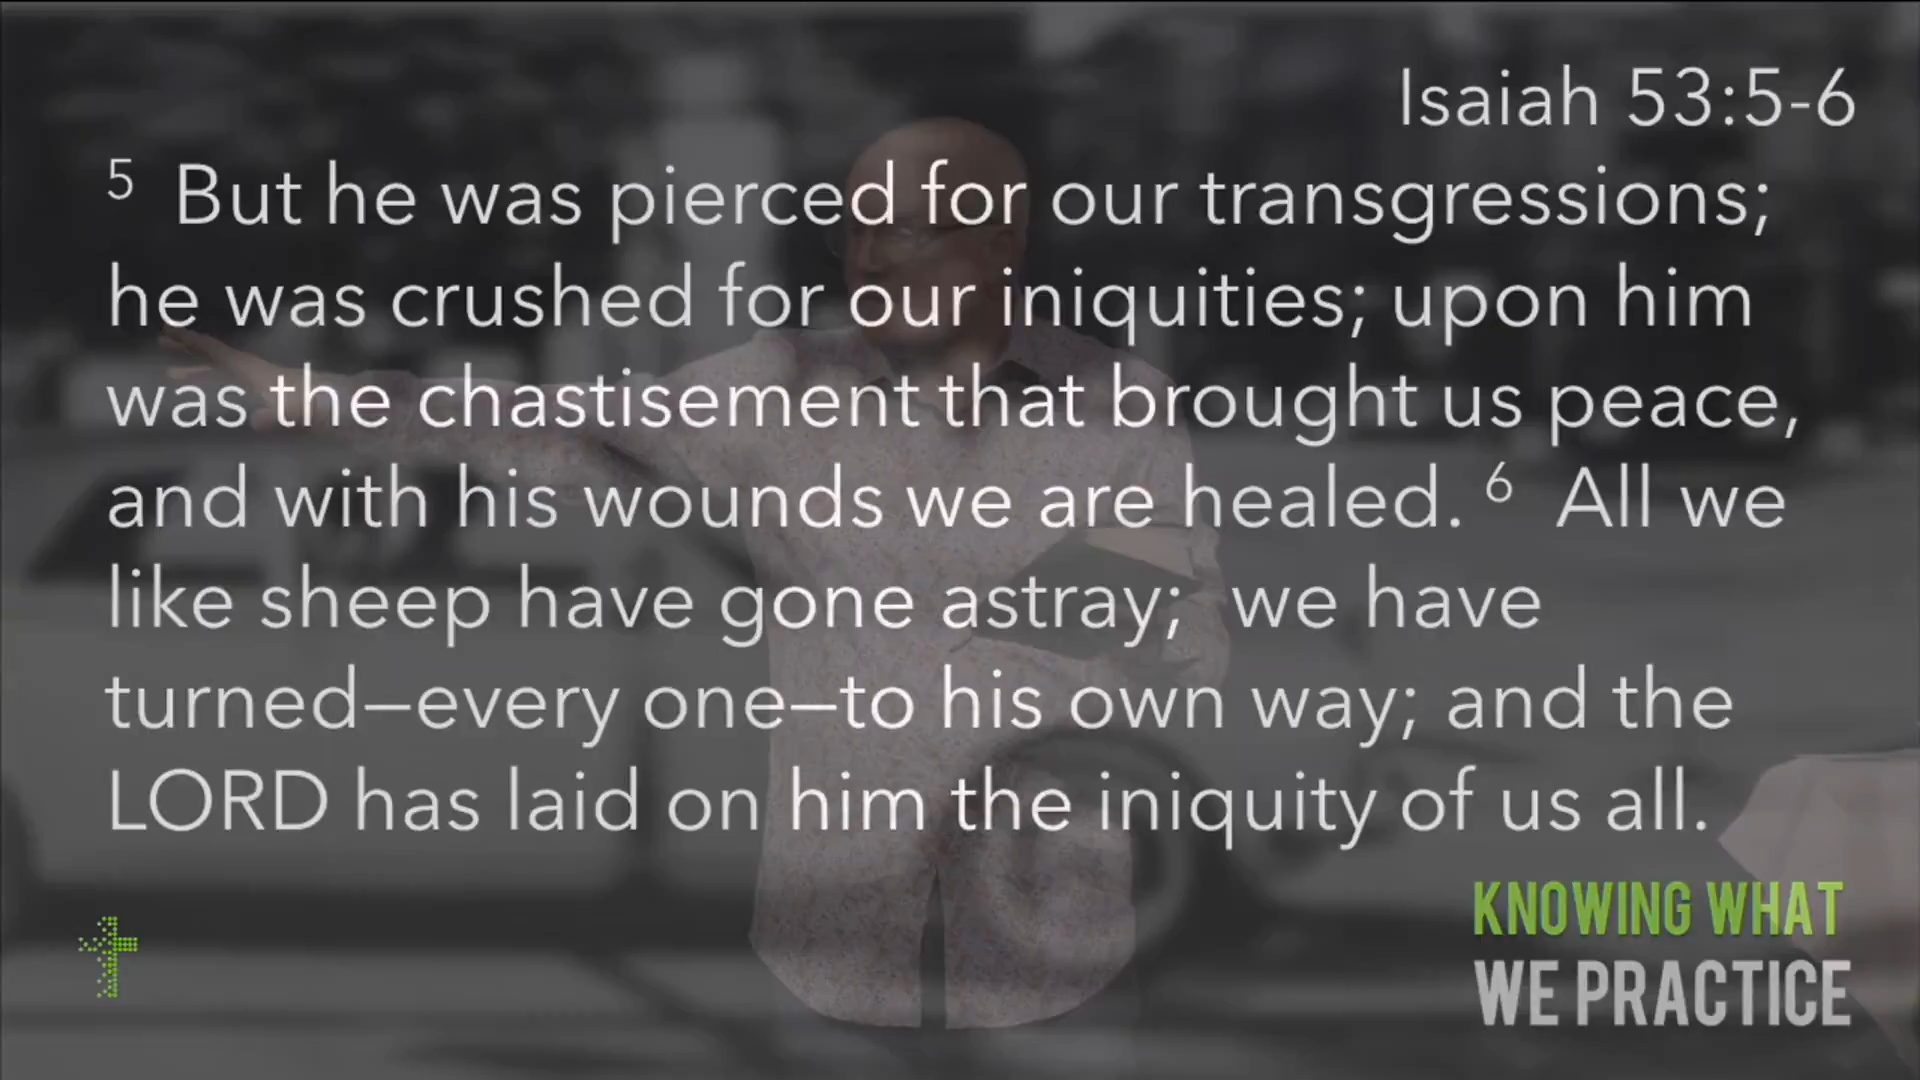 Isaiah 53:5-6
5 But he was pierced for our transgressions;
he was crushed for our iniquities; upon him
was the chastisement that brought us peace,
and with his wounds we are healed. 6 All we
like sheep have gone astray; we have
turned—every one—to his own way; and the
LORD has laid on him the iniquity of us all.
KNOWING WHAT
WE PRACTICE